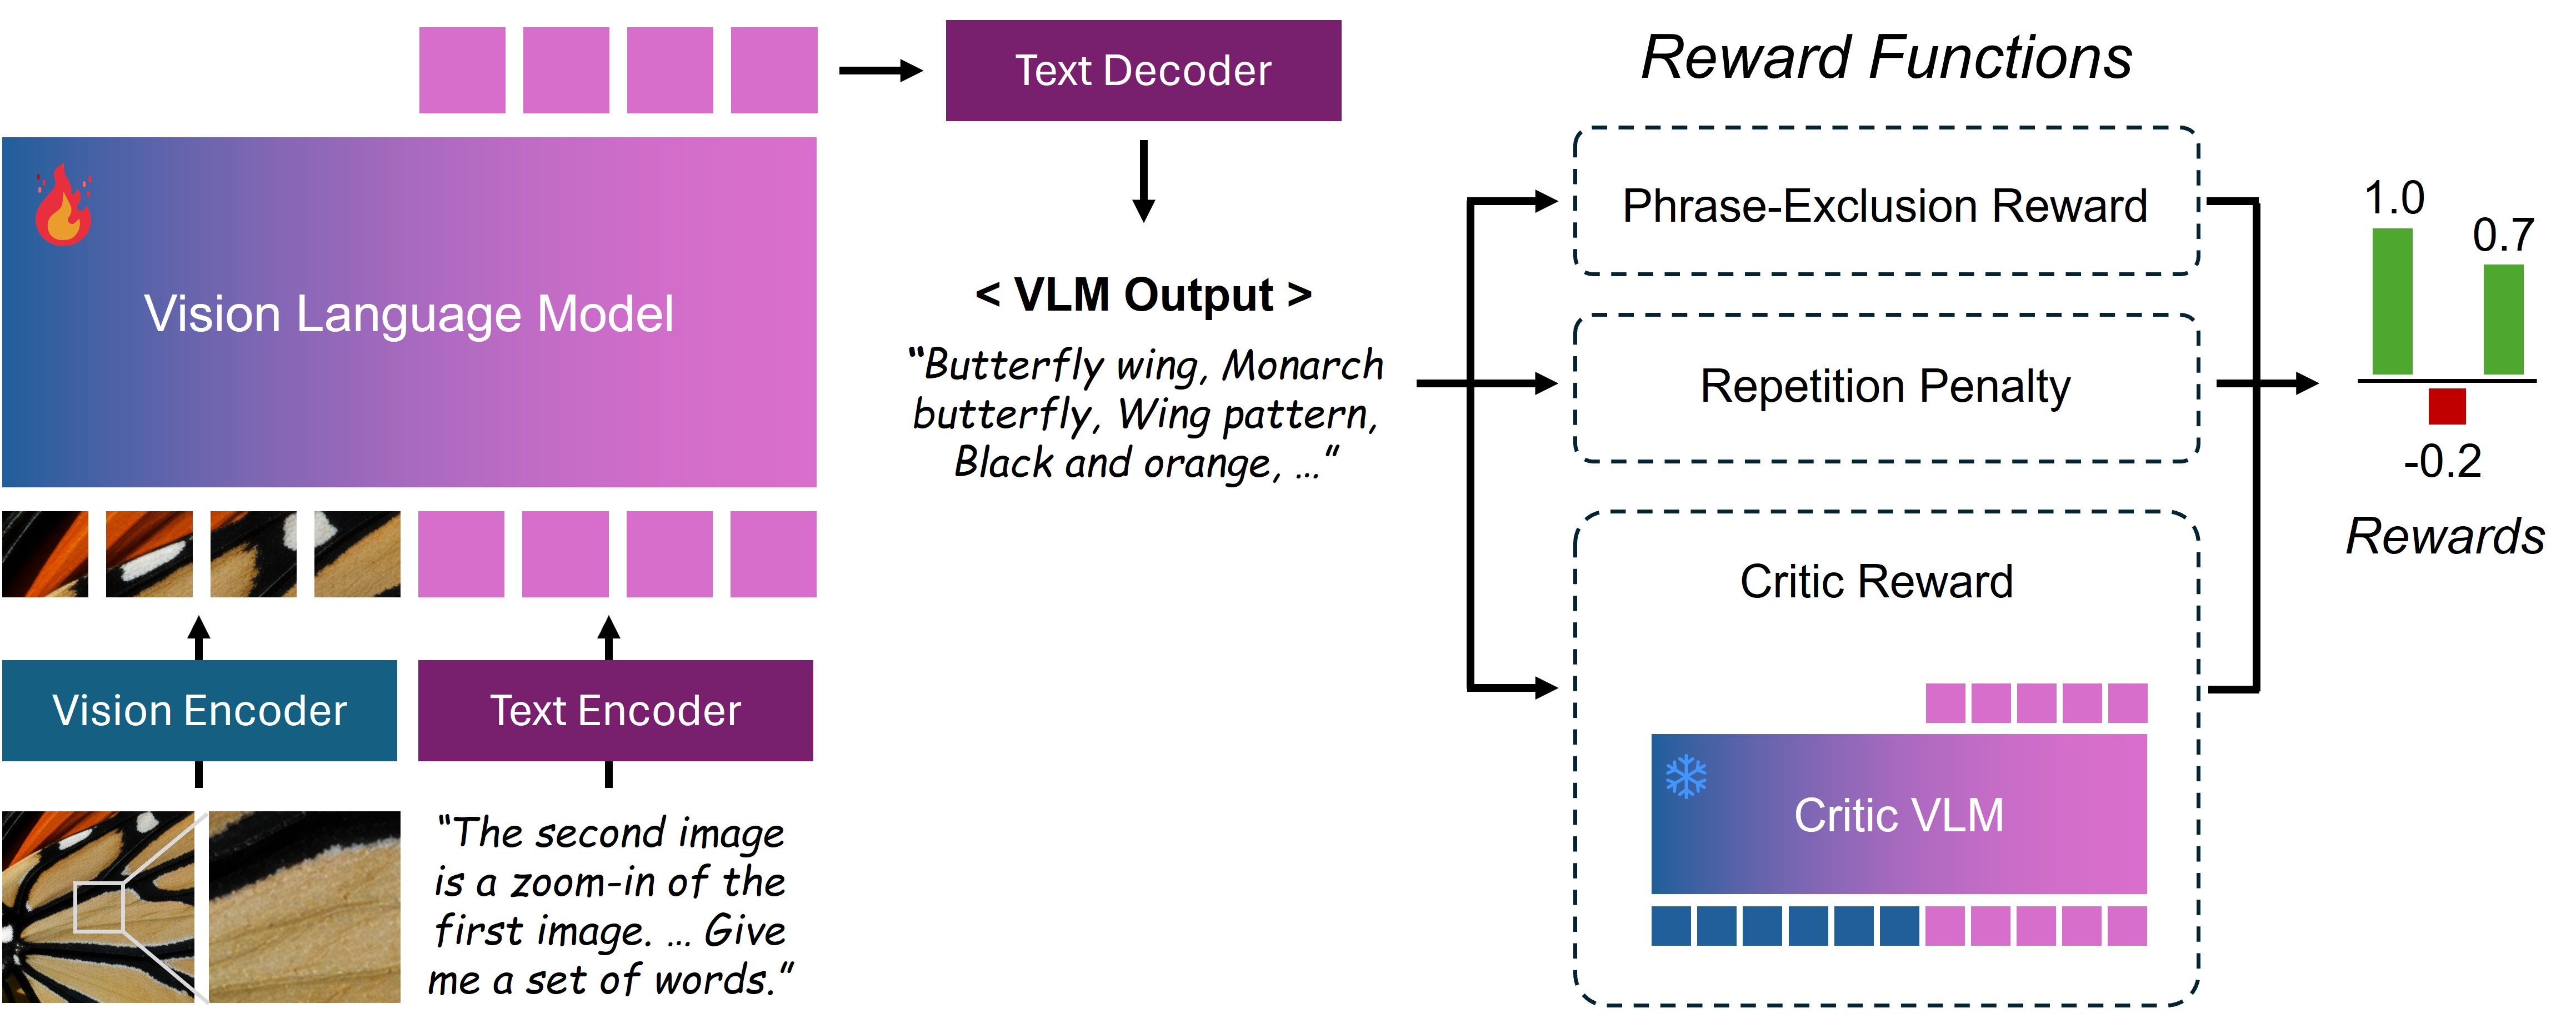 Text Decoder
Reward Functions
Vision Language Model
< VLM Output >
“Butterfly wing, Monarch
butterfly, Wing pattern,
Black and orange, ...”
Phrase-Exclusion Reward
Repetition Penalty
Critic Reward
Critic VLM
1.0
0.7
-0.2
Rewards
Vision Encoder
Text Encoder
“The second image
is a zoom-in of the
first image. ... Give
me a set of words.”